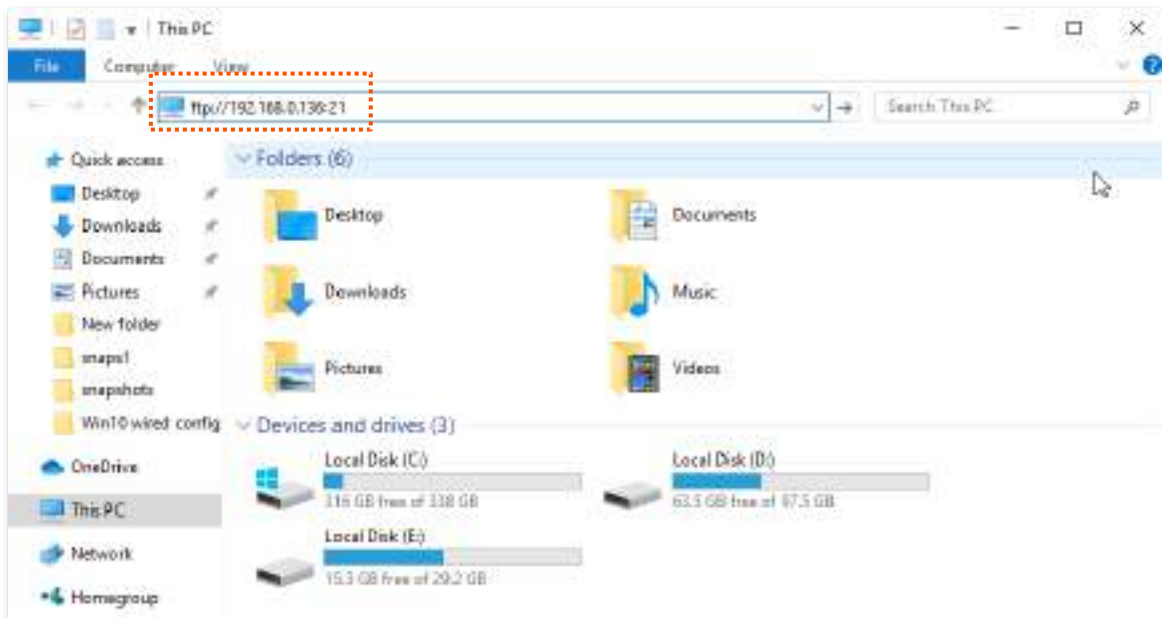 This PC
File Computer View
ftp://192.168.0.136:21
Search This PC
Quick access
Desktop
Downloads
Documents
Pictures
New folder
snaps1
snapshots
Win10 wired config
OneDrive
This PC
Network
Homegroup
Folders (6)
Desktop
Documents
Downloads
Music
Pictures
Videos
Devices and drives (3)
Local Disk (C:)
316 GB free of 338 GB
Local Disk (D:)
63.5 GB free of 97.5 GB
Local Disk (E:)
15.3 GB free of 29.2 GB